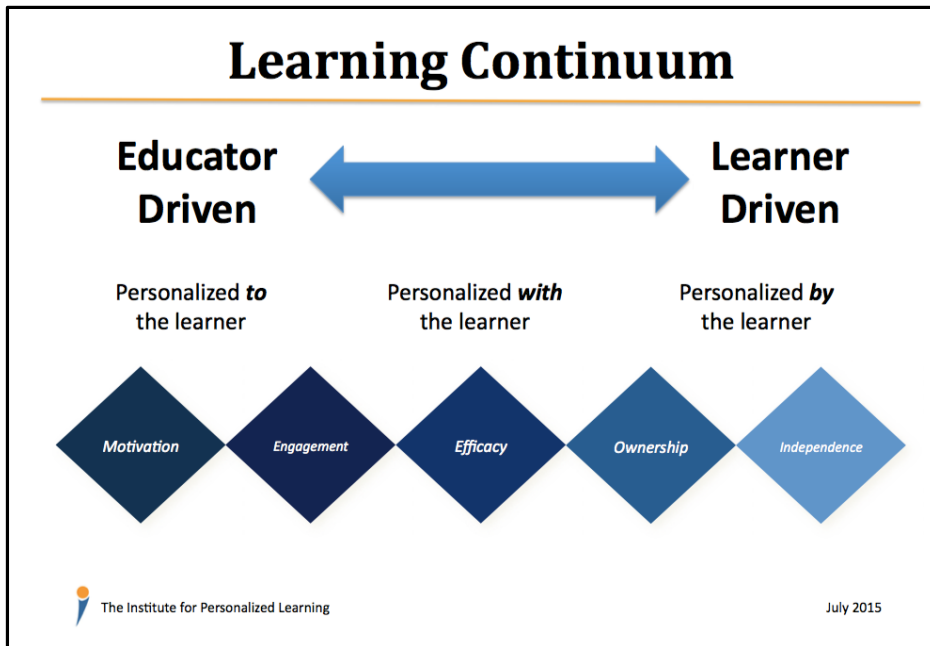 Learning Continuum
Educator
Driven
Learner
Driven
Personalized to
the learner
Personalized with
the learner
Personalized by
the learner
Motivation
Engagement
Efficacy
Ownership
Independence
The Institute for Personalized Learning
July 2015